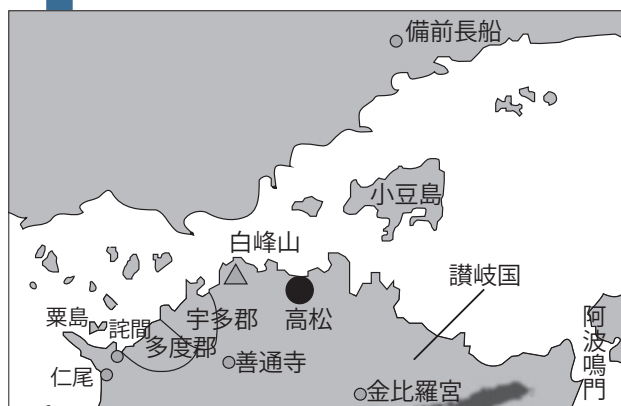 備前長船
小豆島
白峰山
讃岐国
粟島
詫間
宇多郡
高松
多度郡
阿波鳴門
仁尾
善通寺
金比羅宮